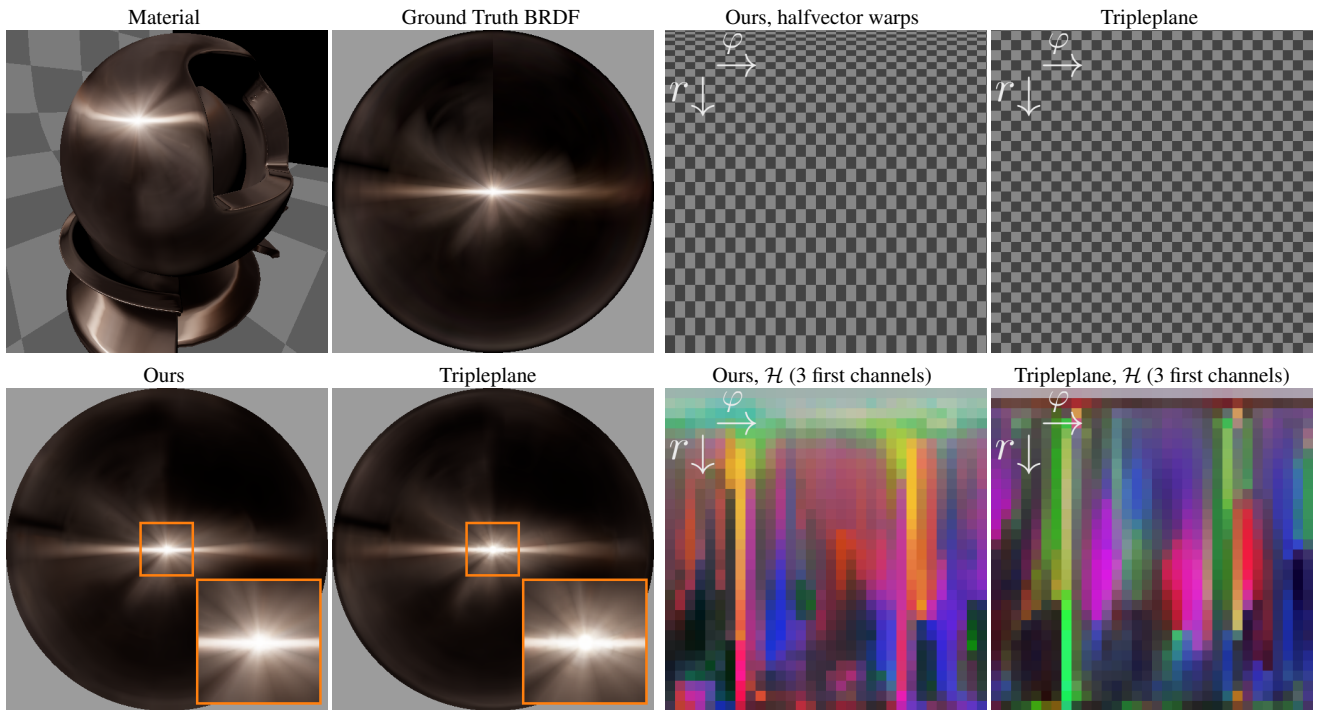 Material
Ground Truth BRDF
Ours, halfvector warps
Tripleplane
φ
r
φ
r
Ours
Tripleplane
Ours, ℋ (3 first channels)
Tripleplane, ℋ (3 first channels)
φ
r
φ
r